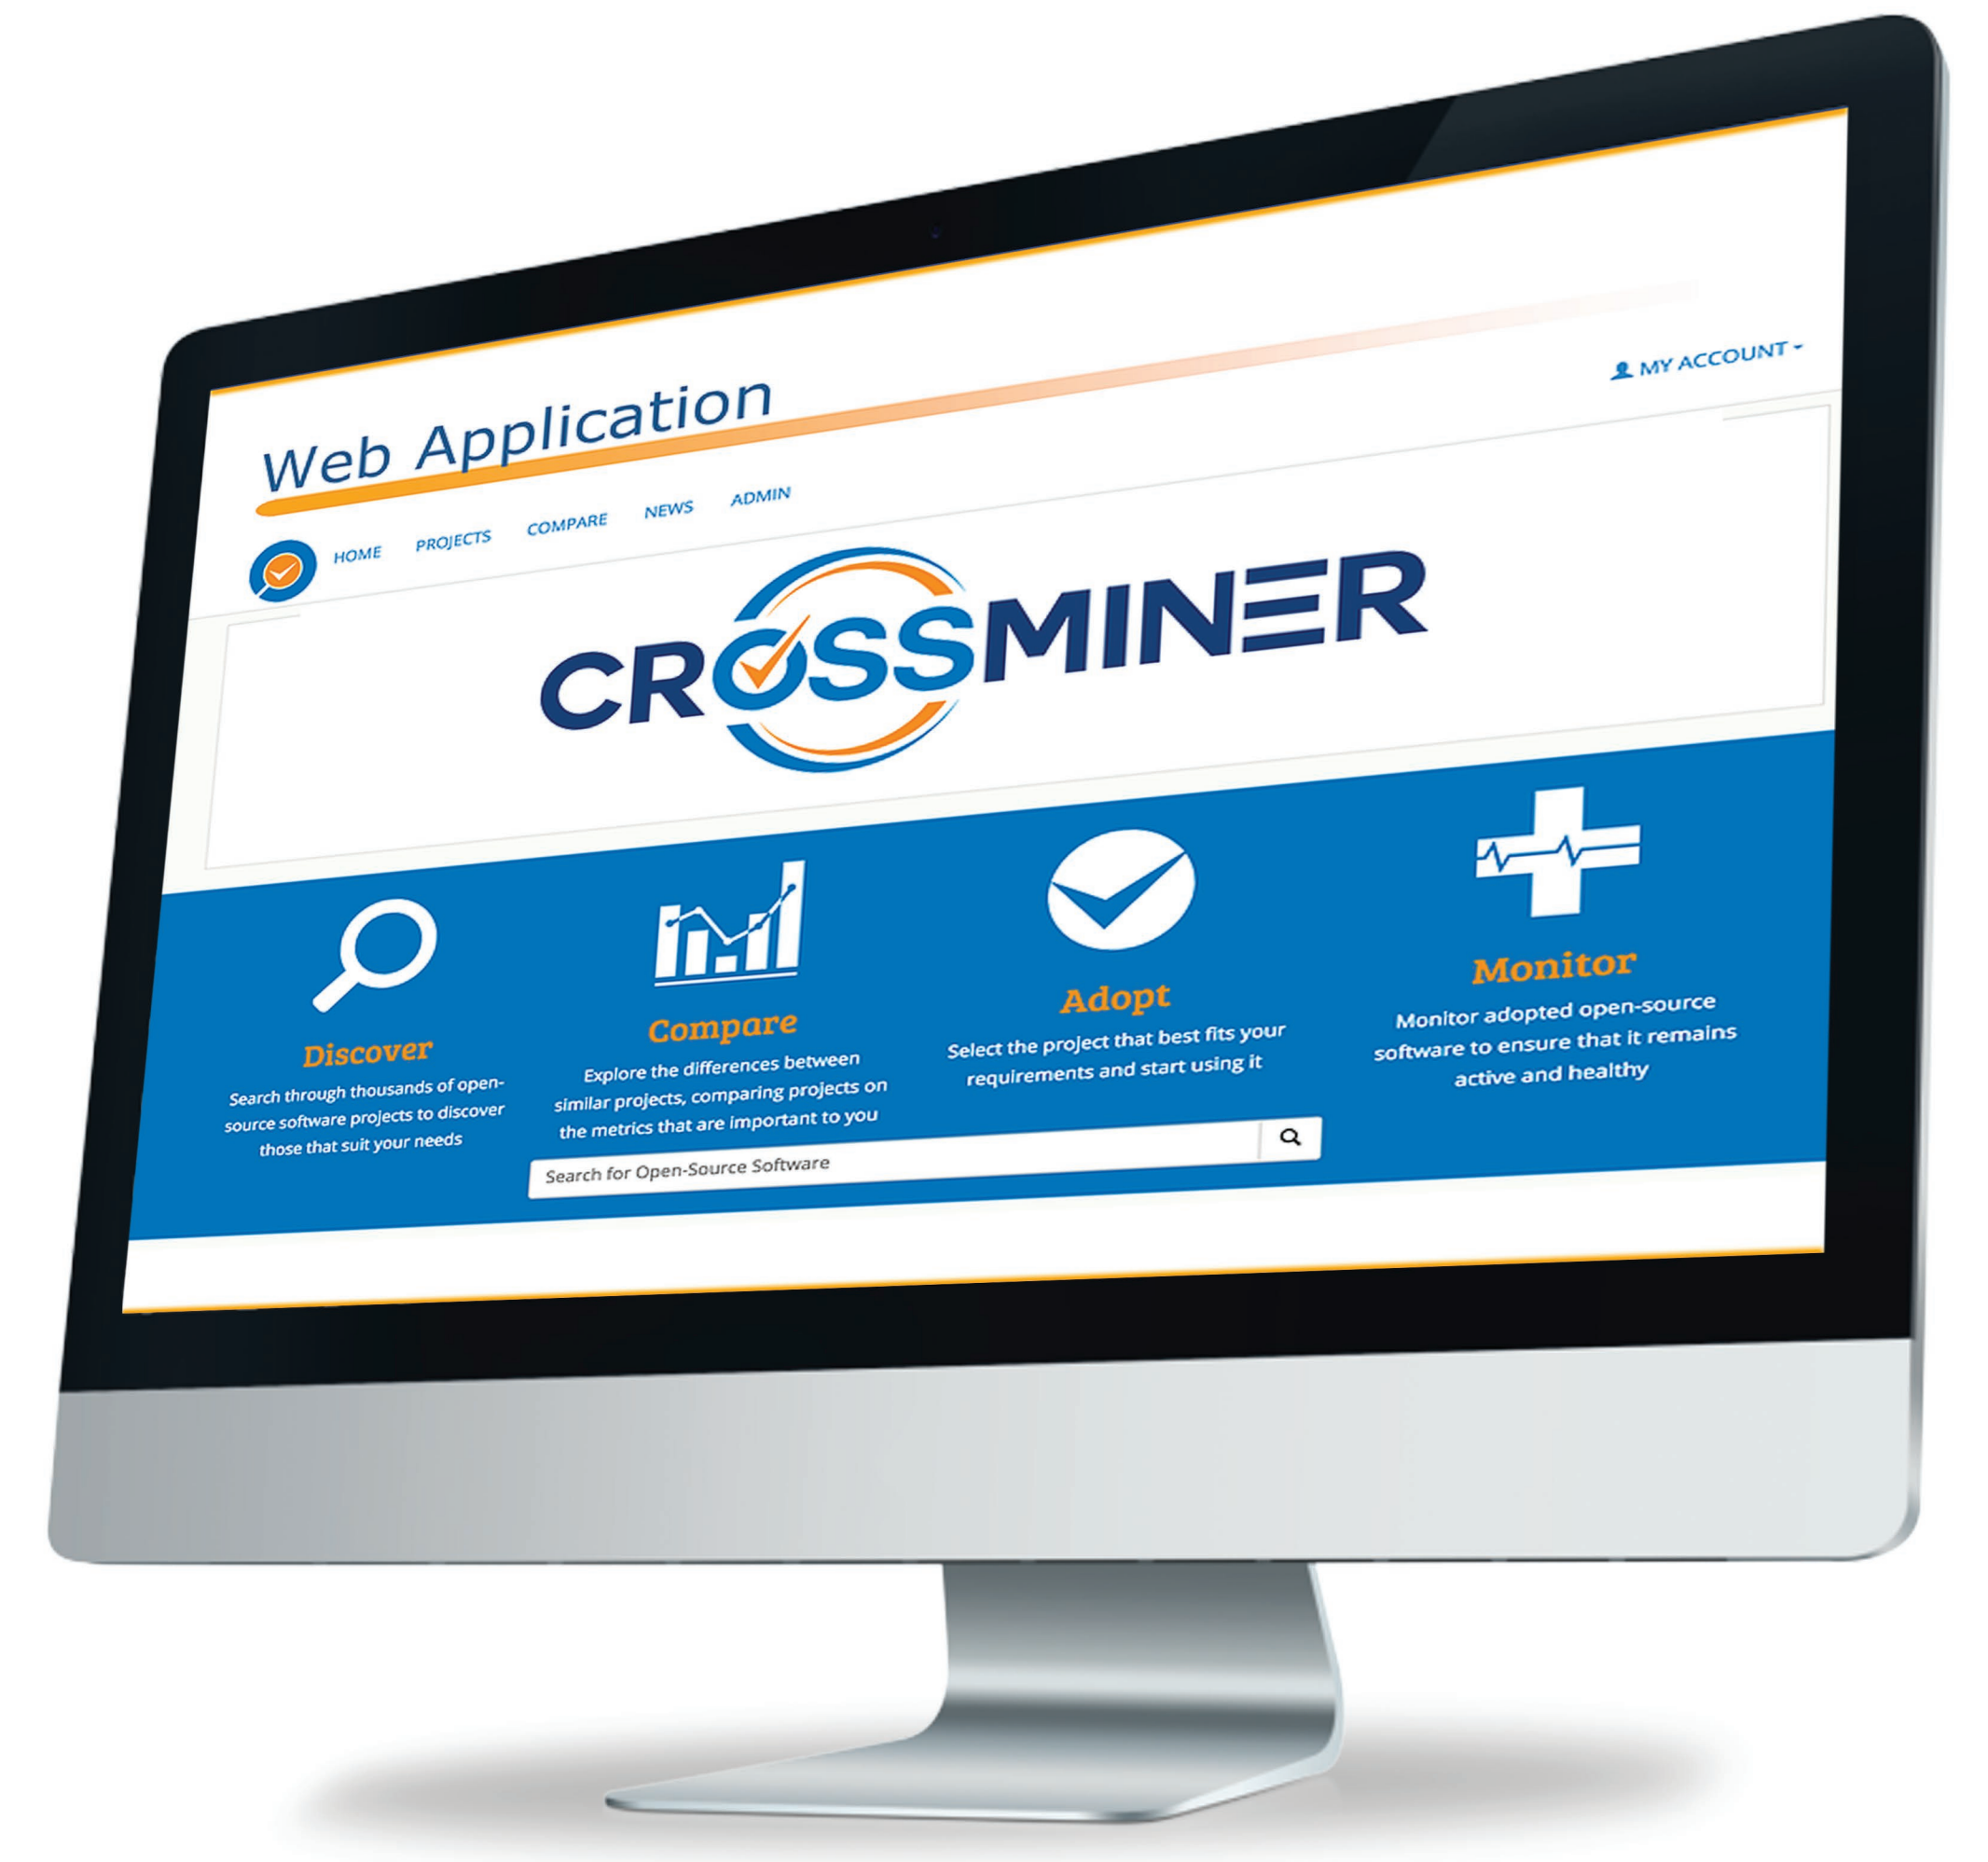 Web Application
MY ACCOUNT
HOME PROJECTS COMPARE NEWS ADMIN
CROSSMINER
Discover
Search through thousands of open-
source software projects to discover
those that suit your needs
Compare
Explore the differences between
similar projects, comparing projects on
the metrics that are important to you
Adopt
Select the project that best fits your
requirements and start using it
Monitor
Monitor adopted open-source
software to ensure that it remains
active and healthy
Search for Open-Source Software